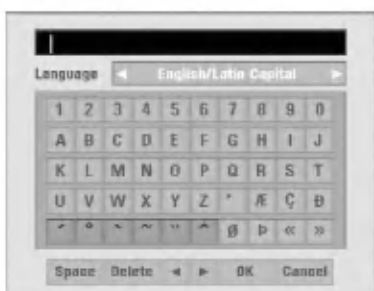 Language ◄ English/Latin Capital ►
1 2 3 4 5 6 7 8 9 0
A B C D E F G H I J
K L M N O P Q R S T
U V W X Y Z Æ Ç Ð
´ ° ` ~ ¨ ^ Ø Þ « »
Space Delete ◄ ► OK Cancel